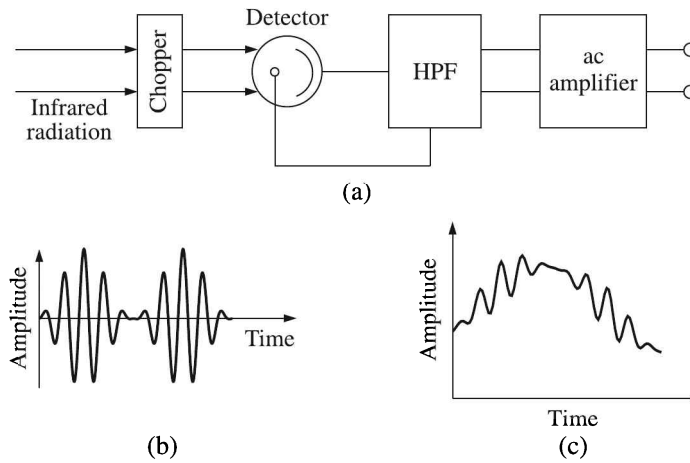 Detector
Chopper
HPF
ac
amplifier
Infrared
radiation
(a)
Amplitude
Time
(b)
Amplitude
Time
(c)